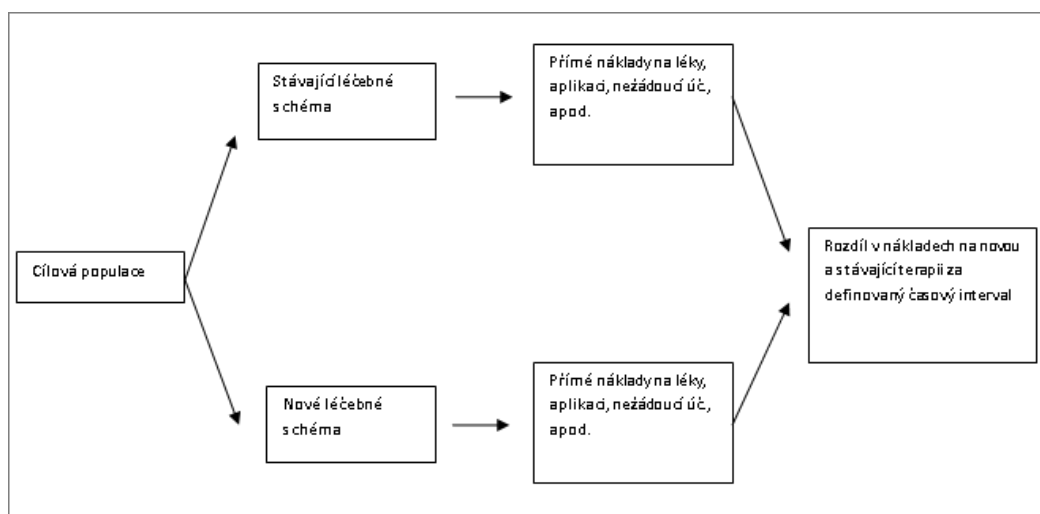 Stávající léčebné
schéma
Přímé náklady na léky,
aplikaci, nežádoucí úč.,
apod.
Cílová populace
Rozdíl v nákladech na novou
a stávající terapii za
definovaný časový interval
Nové léčebné
schéma
Přímé náklady na léky,
aplikaci, nežádoucí úč.,
apod.